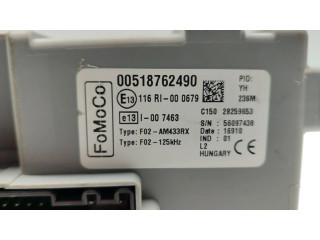 FoMoCo
00518762490
E13 116 RI-00 0679
e13 I-00 7463
Type: F02-AM433RX
Type: F02-125kHz
PID:
YH
236M
C150 28259653
S/N : 56097438
Date : 16910
IND : 01
L2
HUNGARY
CE